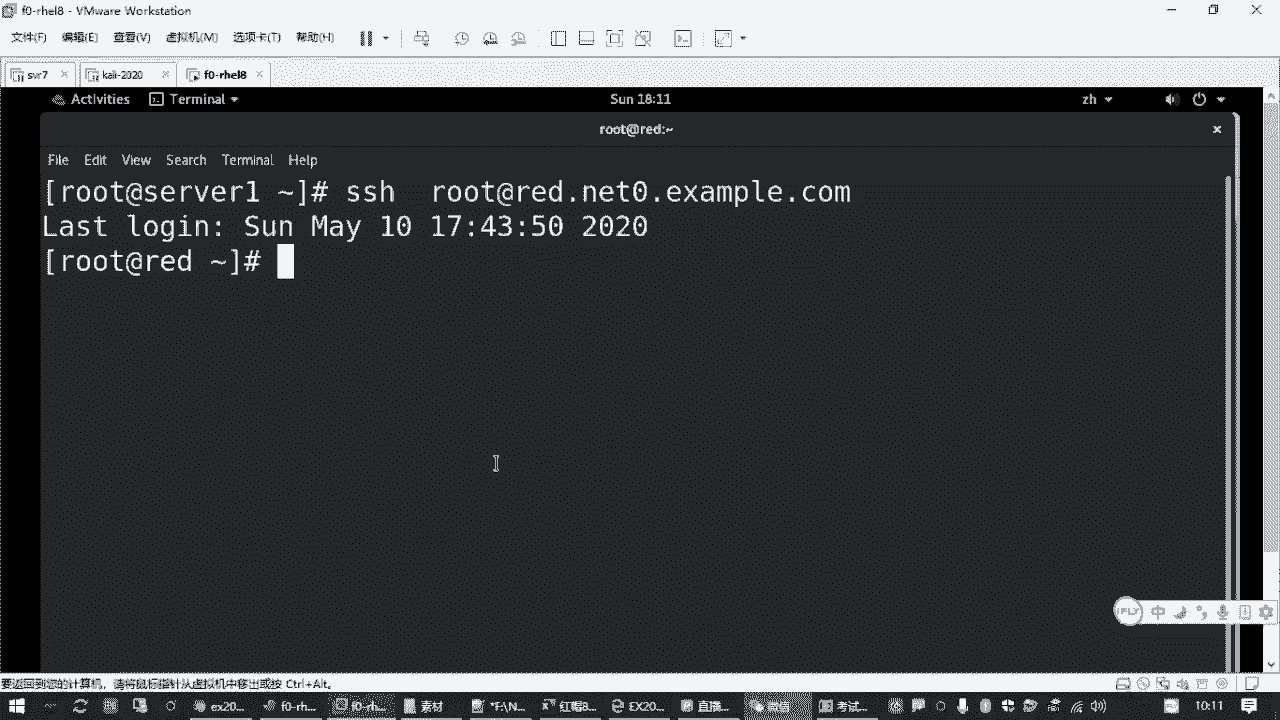 f0-rhel8 - VMware Workstation
文件(F) 编辑(E) 查看(V) 虚拟机(M) 选项卡(T) 帮助(H)
svr7 kali-2020 f0-rhel8
Activities Terminal Sun 18:11 zh
root@red:~
File Edit View Search Terminal Help
[root@server1 ~]# ssh  root@red.net0.example.com
Last login: Sun May 10 17:43:50 2020
[root@red ~]#
iFLY 中
要返回到您的计算机，请将鼠标指针从虚拟机中移出或按 Ctrl+Alt。
ex20... f0-rh... f0-rh... 素材 *F:\N... 红帽8... EX20... 直播... 微信 考试... 10:11